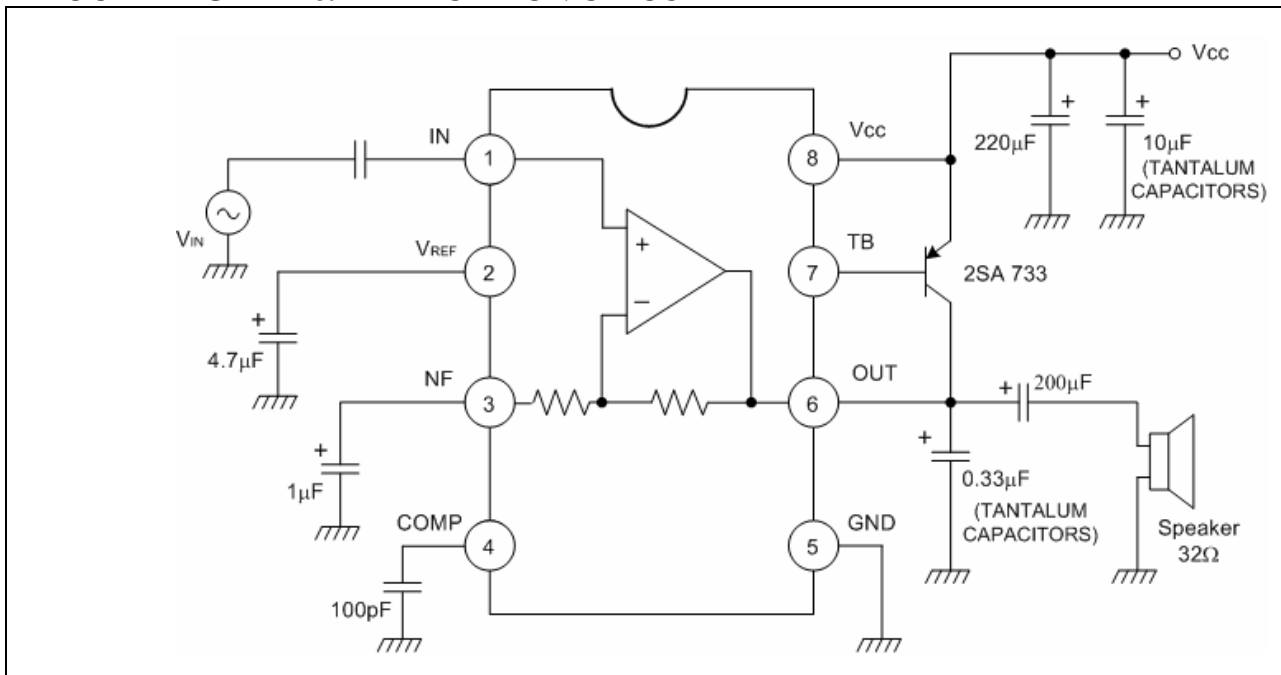 Vcc
IN
1
8
Vcc
220µF
+
10µF
+
(TANTALUM
CAPACITORS)
VIN
+
−
VREF
2
7
TB
2SA 733
+
4.7µF
NF
3
6
OUT
+
200µF
+
1µF
+
0.33µF
(TANTALUM
CAPACITORS)
COMP
4
5
GND
Speaker
32Ω
100pF